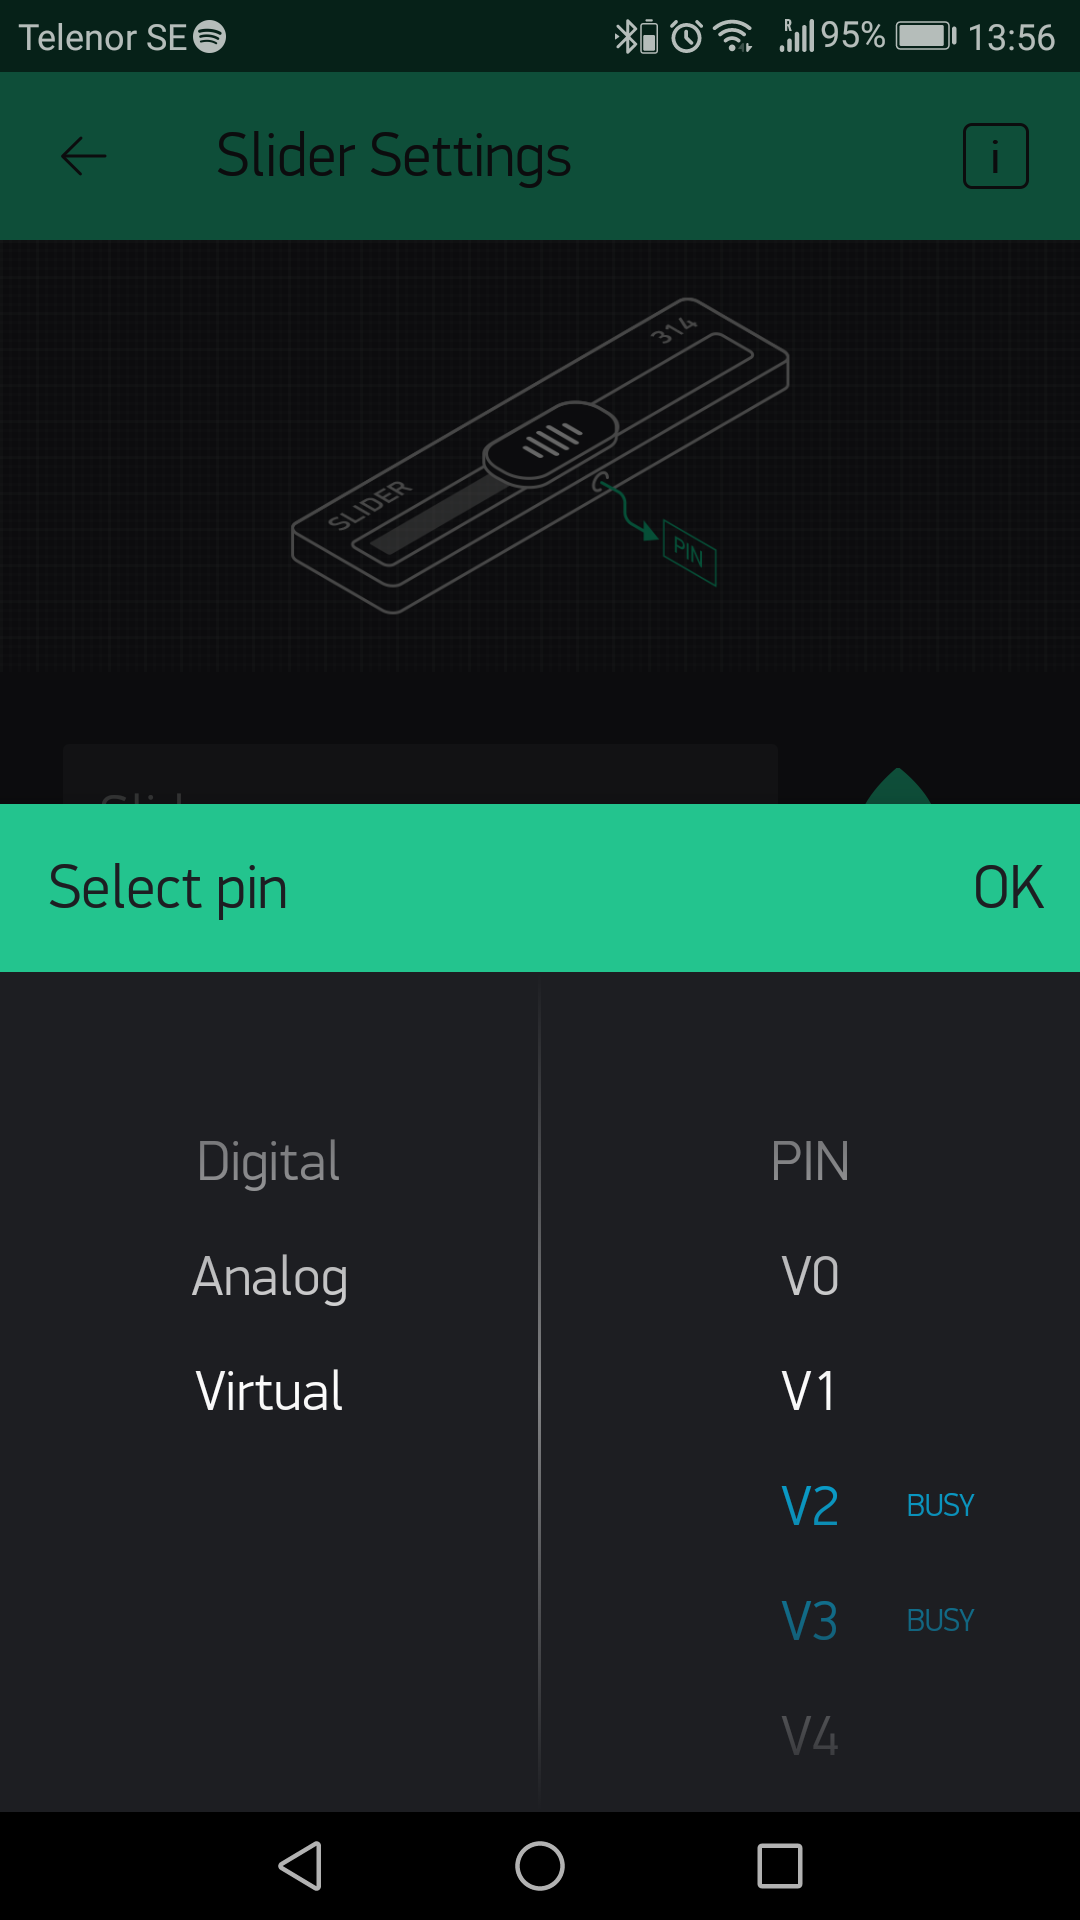 Telenor SE R 95% 13:56
Slider Settings i
314
SLIDER
PIN
Select pin OK
Digital PIN
Analog V0
Virtual V1
V2 BUSY
V3 BUSY
V4